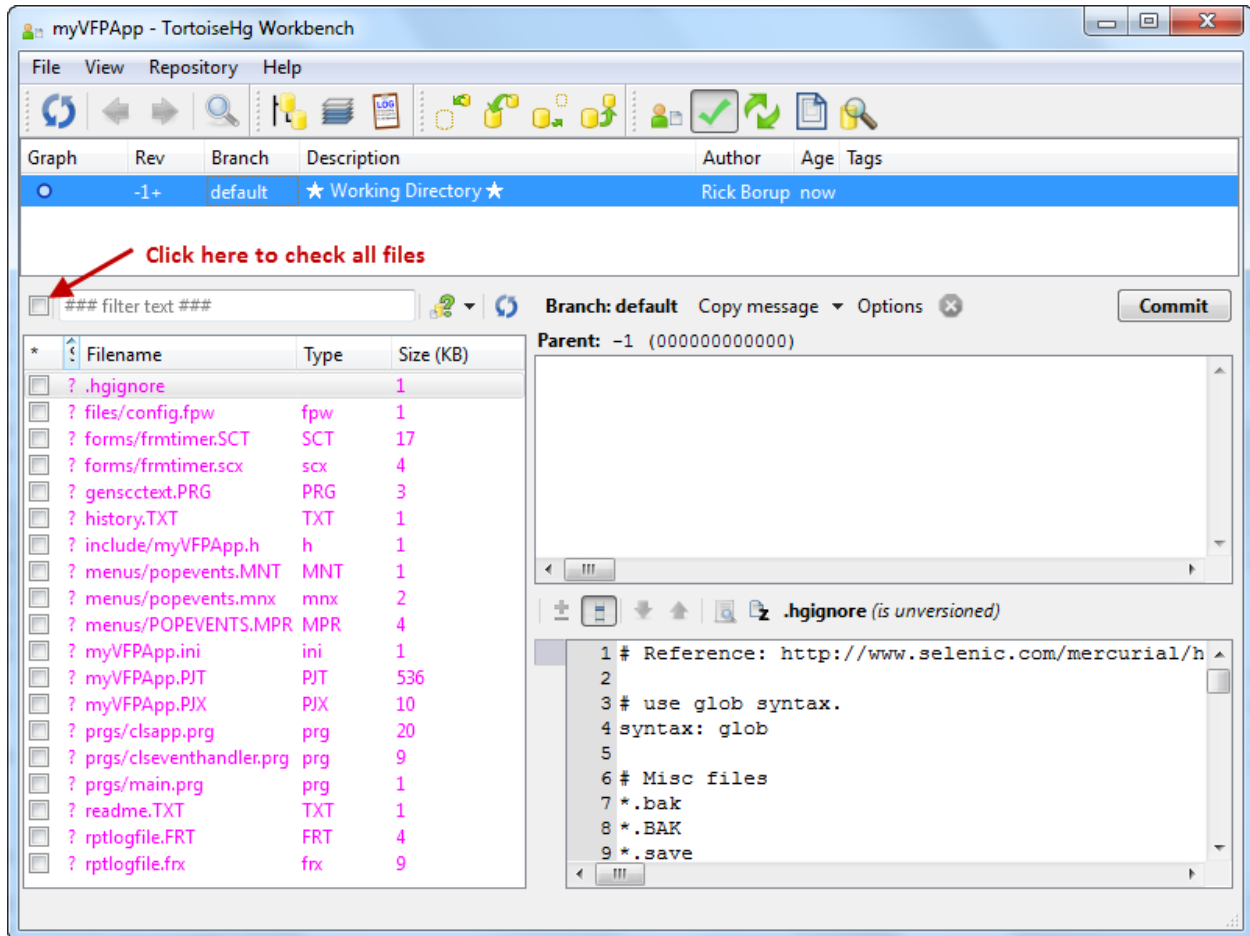 myVFPApp - TortoiseHg Workbench
File View Repository Help
LOG
Graph Rev Branch Description Author Age Tags
-1+ default ★ Working Directory ★ Rick Borup now
Click here to check all files
### filter text ### Branch: default Copy message Options Commit
Parent: -1 (000000000000)
* S Filename Type Size (KB)
? .hgignore 1
? files/config.fpw fpw 1
? forms/frmtimer.SCT SCT 17
? forms/frmtimer.scx scx 4
? genscctext.PRG PRG 3
? history.TXT TXT 1
? include/myVFPApp.h h 1
? menus/popevents.MNT MNT 1
? menus/popevents.mnx mnx 2
? menus/POPEVENTS.MPR MPR 4
? myVFPApp.ini ini 1
? myVFPApp.PJT PJT 536
? myVFPApp.PJX PJX 10
? prgs/clsapp.prg prg 20
? prgs/clseventhandler.prg prg 9
? prgs/main.prg prg 1
? readme.TXT TXT 1
? rptlogfile.FRT FRT 4
? rptlogfile.frx frx 9
.hgignore (is unversioned)
1 # Reference: http://www.selenic.com/mercurial/h
2
3 # use glob syntax.
4 syntax: glob
5
6 # Misc files
7 *.bak
8 *.BAK
9 *.save